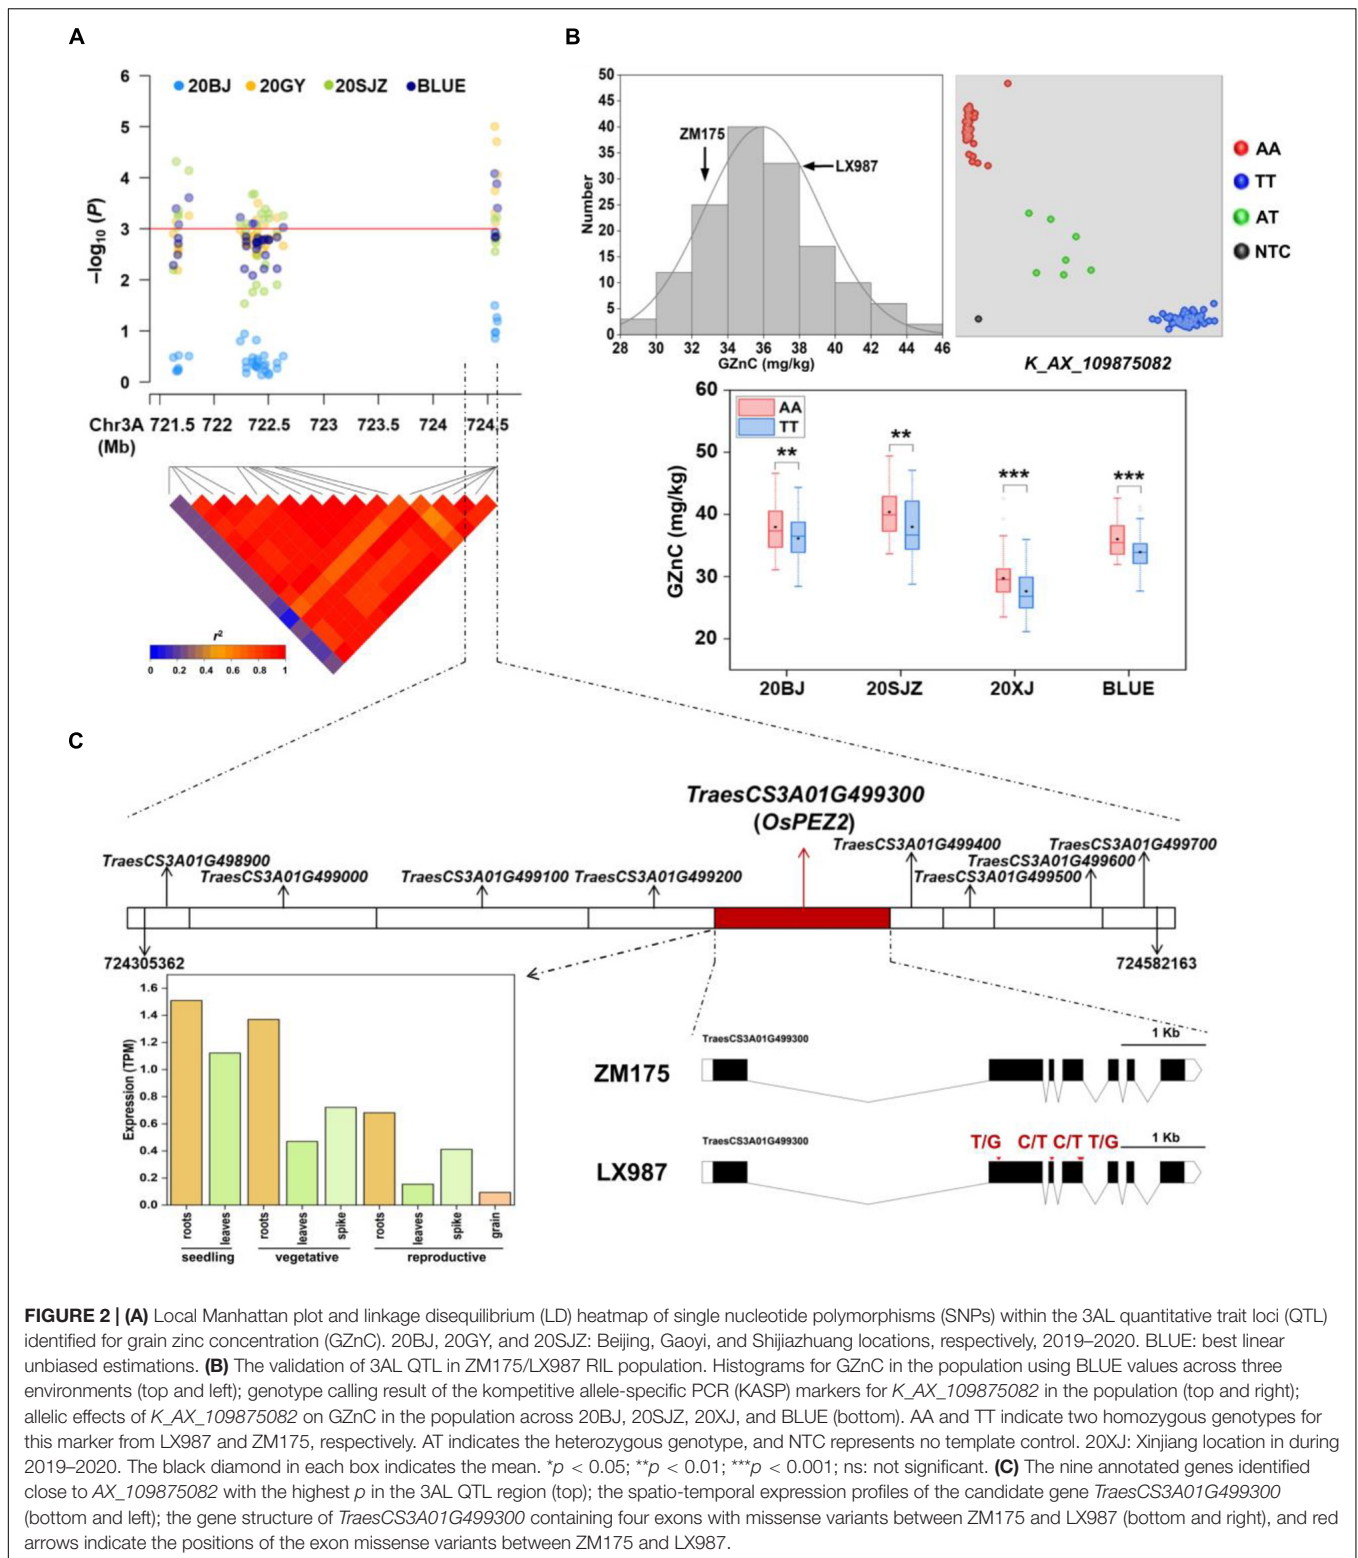 A
6
5
4
3
2
1
0
−log10 (P)
20BJ 20GY 20SJZ BLUE
Chr3A (Mb)
721.5 722 722.5 723 723.5 724 724.5
r2
0 0.2 0.4 0.6 0.8 1
B
50
45
40
35
30
25
20
15
10
5
0
Number
ZM175
LX987
28 30 32 34 36 38 40 42 44 46
GZnC (mg/kg)
AA
TT
AT
NTC
K_AX_109875082
60
50
40
30
20
GZnC (mg/kg)
AA
TT
** ** *** ***
20BJ 20SJZ 20XJ BLUE
C
TraesCS3A01G499300
(OsPEZ2)
TraesCS3A01G498900
TraesCS3A01G499000
TraesCS3A01G499100
TraesCS3A01G499200
TraesCS3A01G499400
TraesCS3A01G499500
TraesCS3A01G499600
TraesCS3A01G499700
724305362
724582163
1.6
1.4
1.2
1.0
0.8
0.6
0.4
0.2
0.0
Expression (TPM)
roots leaves roots leaves spike roots leaves spike grain
seedling vegetative reproductive
TraesCS3A01G499300
1 Kb
ZM175
TraesCS3A01G499300
T/G C/T C/T T/G
1 Kb
LX987
FIGURE 2 | (A) Local Manhattan plot and linkage disequilibrium (LD) heatmap of single nucleotide polymorphisms (SNPs) within the 3AL quantitative trait loci (QTL)
identified for grain zinc concentration (GZnC). 20BJ, 20GY, and 20SJZ: Beijing, Gaoyi, and Shijiazhuang locations, respectively, 2019–2020. BLUE: best linear
unbiased estimations. (B) The validation of 3AL QTL in ZM175/LX987 RIL population. Histograms for GZnC in the population using BLUE values across three
environments (top and left); genotype calling result of the kompetitive allele-specific PCR (KASP) markers for K_AX_109875082 in the population (top and right);
allelic effects of K_AX_109875082 on GZnC in the population across 20BJ, 20SJZ, 20XJ, and BLUE (bottom). AA and TT indicate two homozygous genotypes for
this marker from LX987 and ZM175, respectively. AT indicates the heterozygous genotype, and NTC represents no template control. 20XJ: Xinjiang location in during
2019–2020. The black diamond in each box indicates the mean. *p < 0.05; **p < 0.01; ***p < 0.001; ns: not significant. (C) The nine annotated genes identified
close to AX_109875082 with the highest p in the 3AL QTL region (top); the spatio-temporal expression profiles of the candidate gene TraesCS3A01G499300
(bottom and left); the gene structure of TraesCS3A01G499300 containing four exons with missense variants between ZM175 and LX987 (bottom and right), and red
arrows indicate the positions of the exon missense variants between ZM175 and LX987.